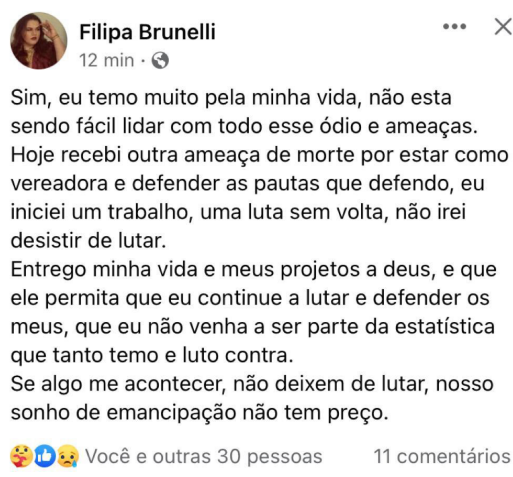 Filipa Brunelli
12 min ·
Sim, eu temo muito pela minha vida, não esta
sendo fácil lidar com todo esse ódio e ameaças.
Hoje recebi outra ameaça de morte por estar como
vereadora e defender as pautas que defendo, eu
iniciei um trabalho, uma luta sem volta, não irei
desistir de lutar.
Entrego minha vida e meus projetos a deus, e que
ele permita que eu continue a lutar e defender os
meus, que eu não venha a ser parte da estatística
que tanto temo e luto contra.
Se algo me acontecer, não deixem de lutar, nosso
sonho de emancipação não tem preço.
Você e outras 30 pessoas 11 comentários